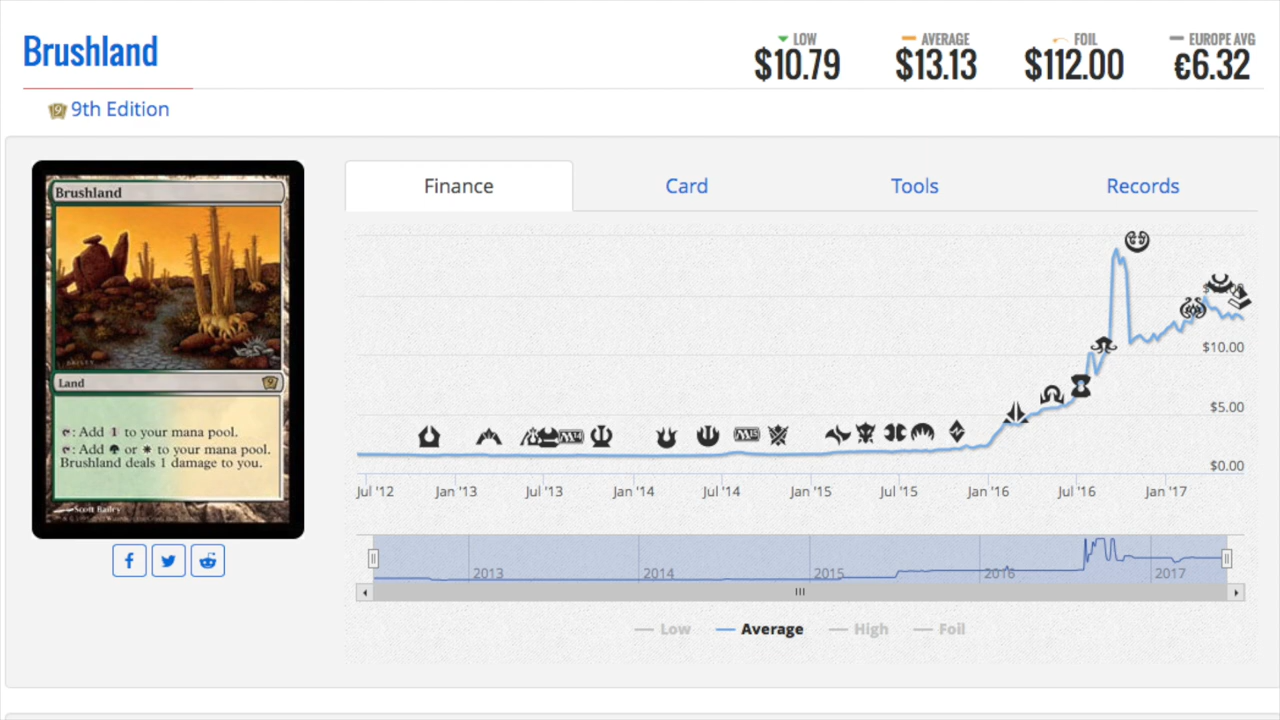 Brushland
LOW
$10.79
AVERAGE
$13.13
FOIL
$112.00
EUROPE AVG
€6.32
9th Edition
Brushland
Land
: Add 1 to your mana pool.
: Add or to your mana pool.
Brushland deals 1 damage to you.
Scott Bailey
Finance
Card
Tools
Records
$10.00
$5.00
$0.00
Jul '12
Jan '13
Jul '13
Jan '14
Jul '14
Jan '15
Jul '15
Jan '16
Jul '16
Jan '17
2013
2014
2015
2016
2017
Low
Average
High
Foil